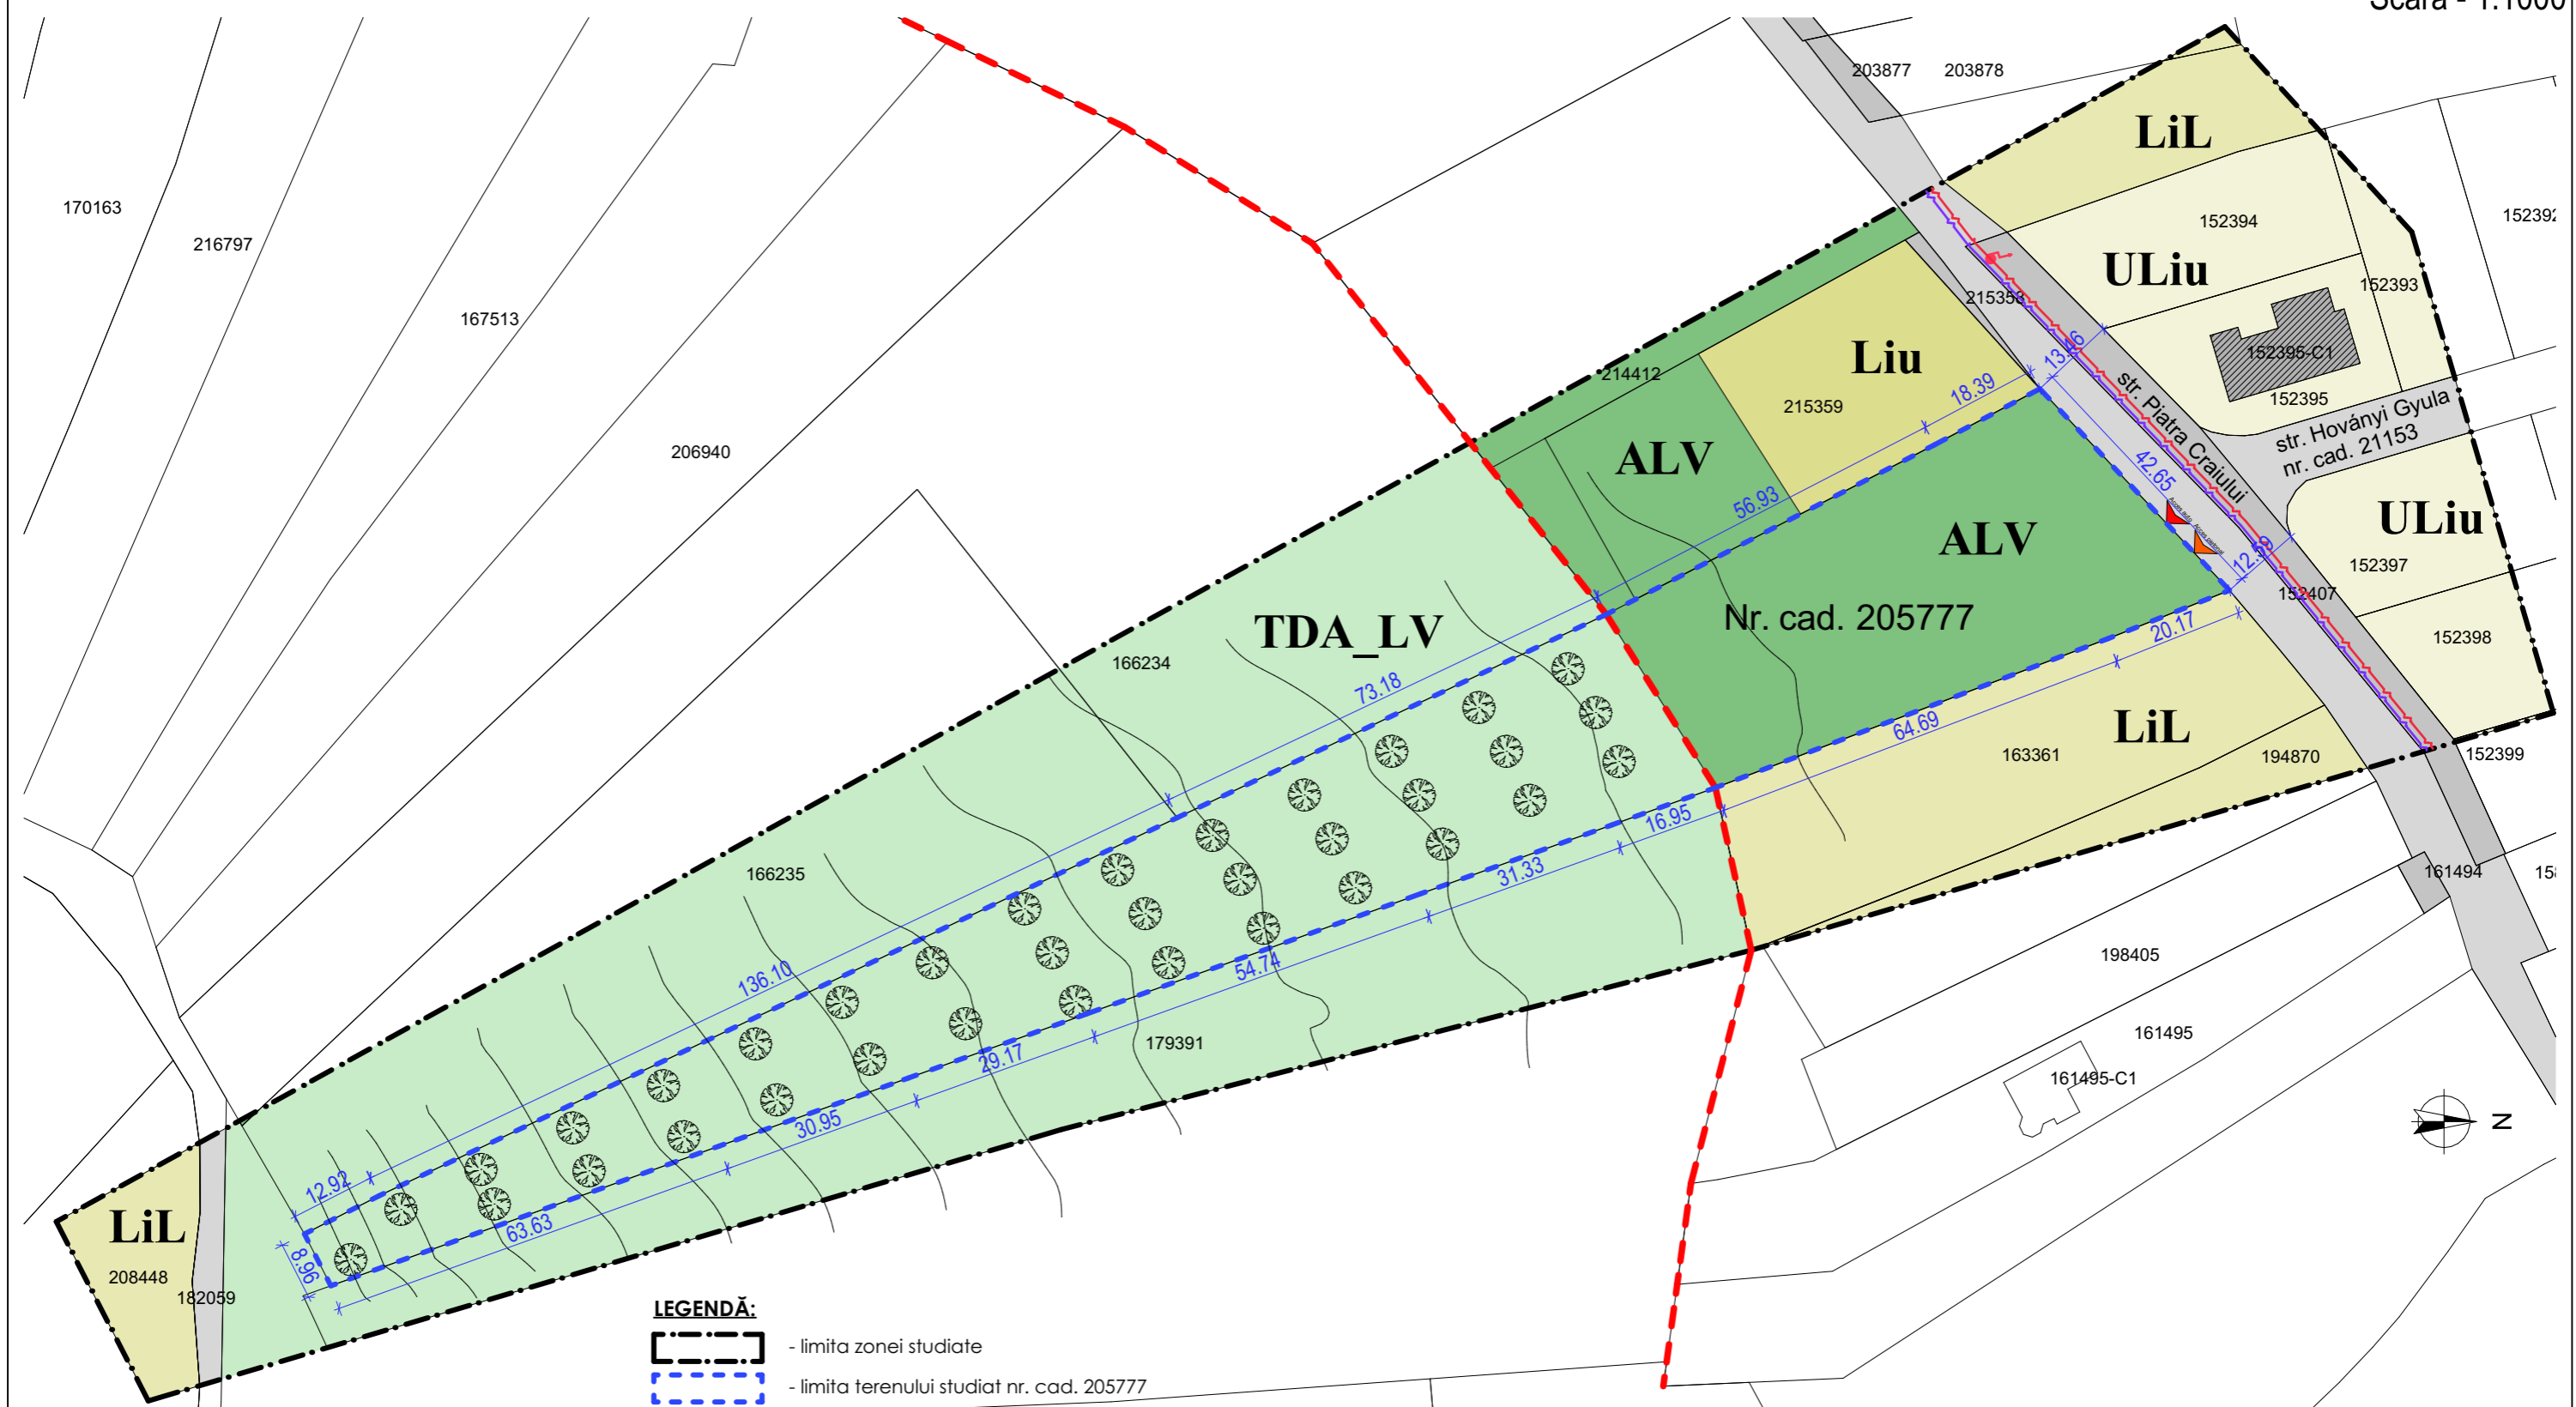 Scara - 1:1000
203877
203878
LiL
170163
216797
152394
152392
ULiu
152393
215358
167513
13.16
Liu
152395-C1
214412
18.39
215359
str. Piatra Craiului
152395
str. Hoványi Gyula
nr. cad. 21153
206940
ALV
42.65
56.93
ULiu
ALV
12.59
152397
Nr. cad. 205777
152407
TDA_LV
20.17
152398
166234
73.18
64.69
LiL
163361
194870
152399
16.95
31.33
166235
161494
136.10
54.74
198405
29.17
179391
161495
161495-C1
30.95
N
12.92
63.63
LiL
8.96
208448
182059
LEGENDĂ:
- limita zonei studiate
- limita terenului studiat nr. cad. 205777